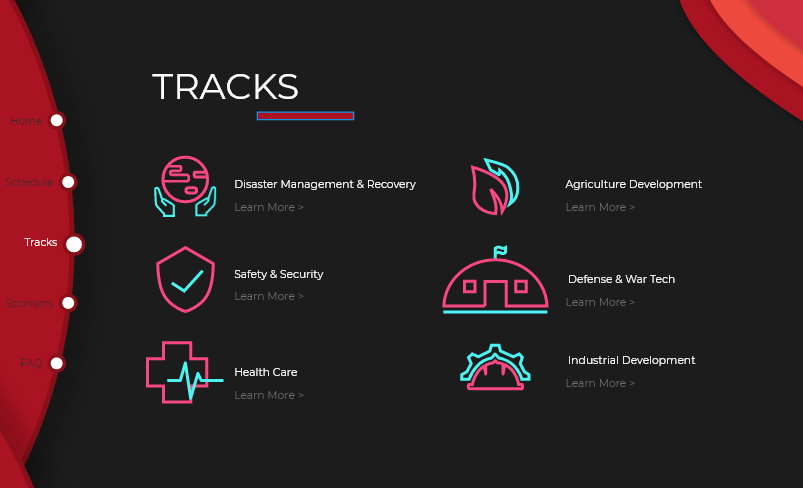 TRACKS
Home
Schedule
Tracks
Sponsors
FAQ
Disaster Management & Recovery
Learn More >
Agriculture Development
Learn More >
Safety & Security
Learn More >
Defense & War Tech
Learn More >
Health Care
Learn More >
Industrial Development
Learn More >